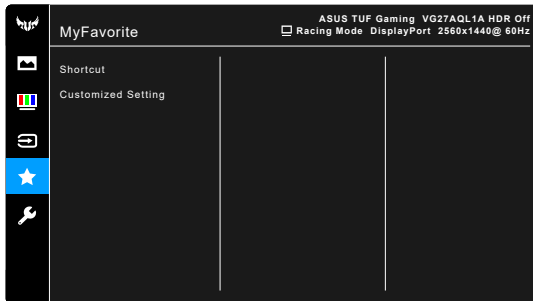 ASUS TUF Gaming VG27AQL1A HDR Off
MyFavorite
Racing Mode DisplayPort 2560x1440@ 60Hz
Shortcut
Customized Setting